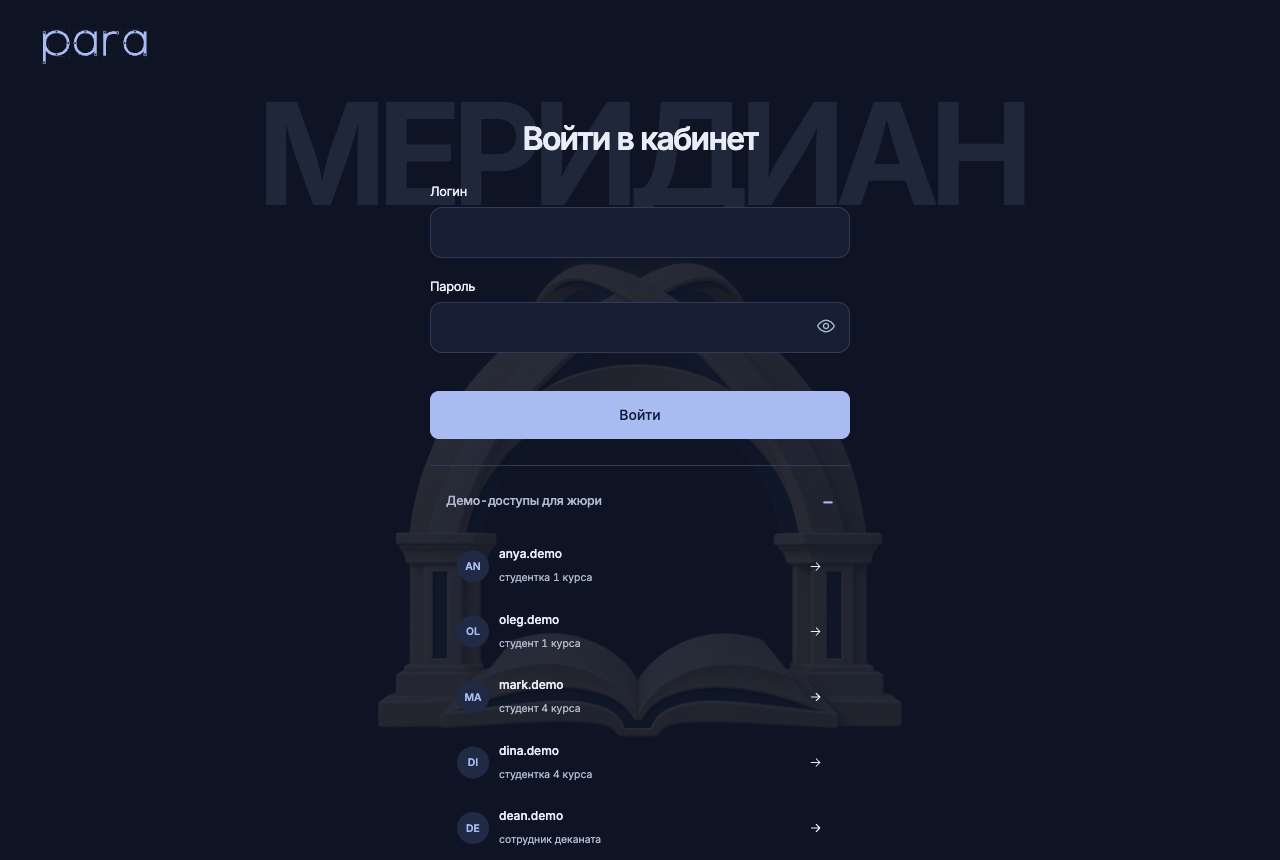 para
МЕРИДИАН
Войти в кабинет
Логин
Пароль
Войти
Демо-доступы для жюри
AN
anya.demo
студентка 1 курса
OL
oleg.demo
студент 1 курса
MA
mark.demo
студент 4 курса
DI
dina.demo
студентка 4 курса
DE
dean.demo
сотрудник деканата